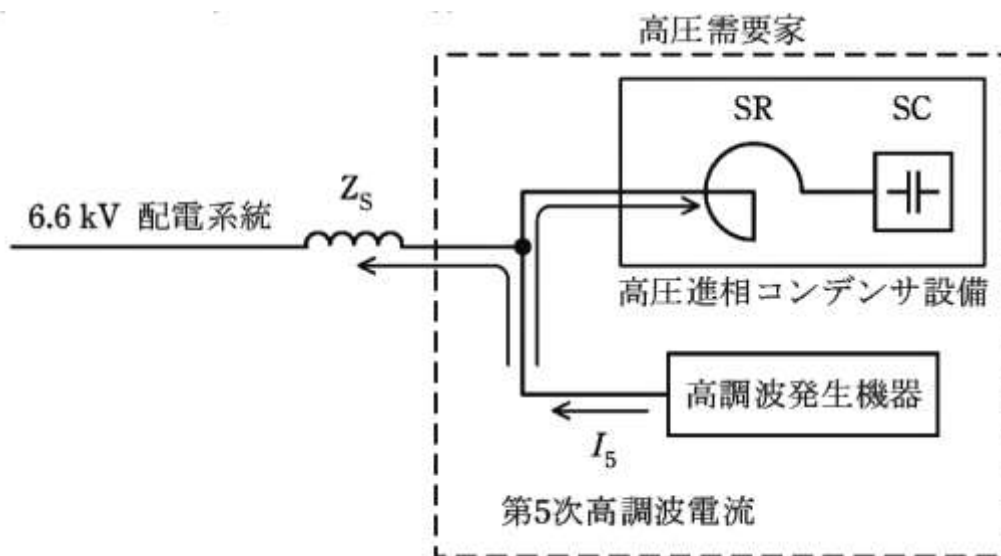 高圧需要家
SR
SC
Z_S
6.6 kV 配電系統
高圧進相コンデンサ設備
高調波発生機器
I_5
第5次高調波電流